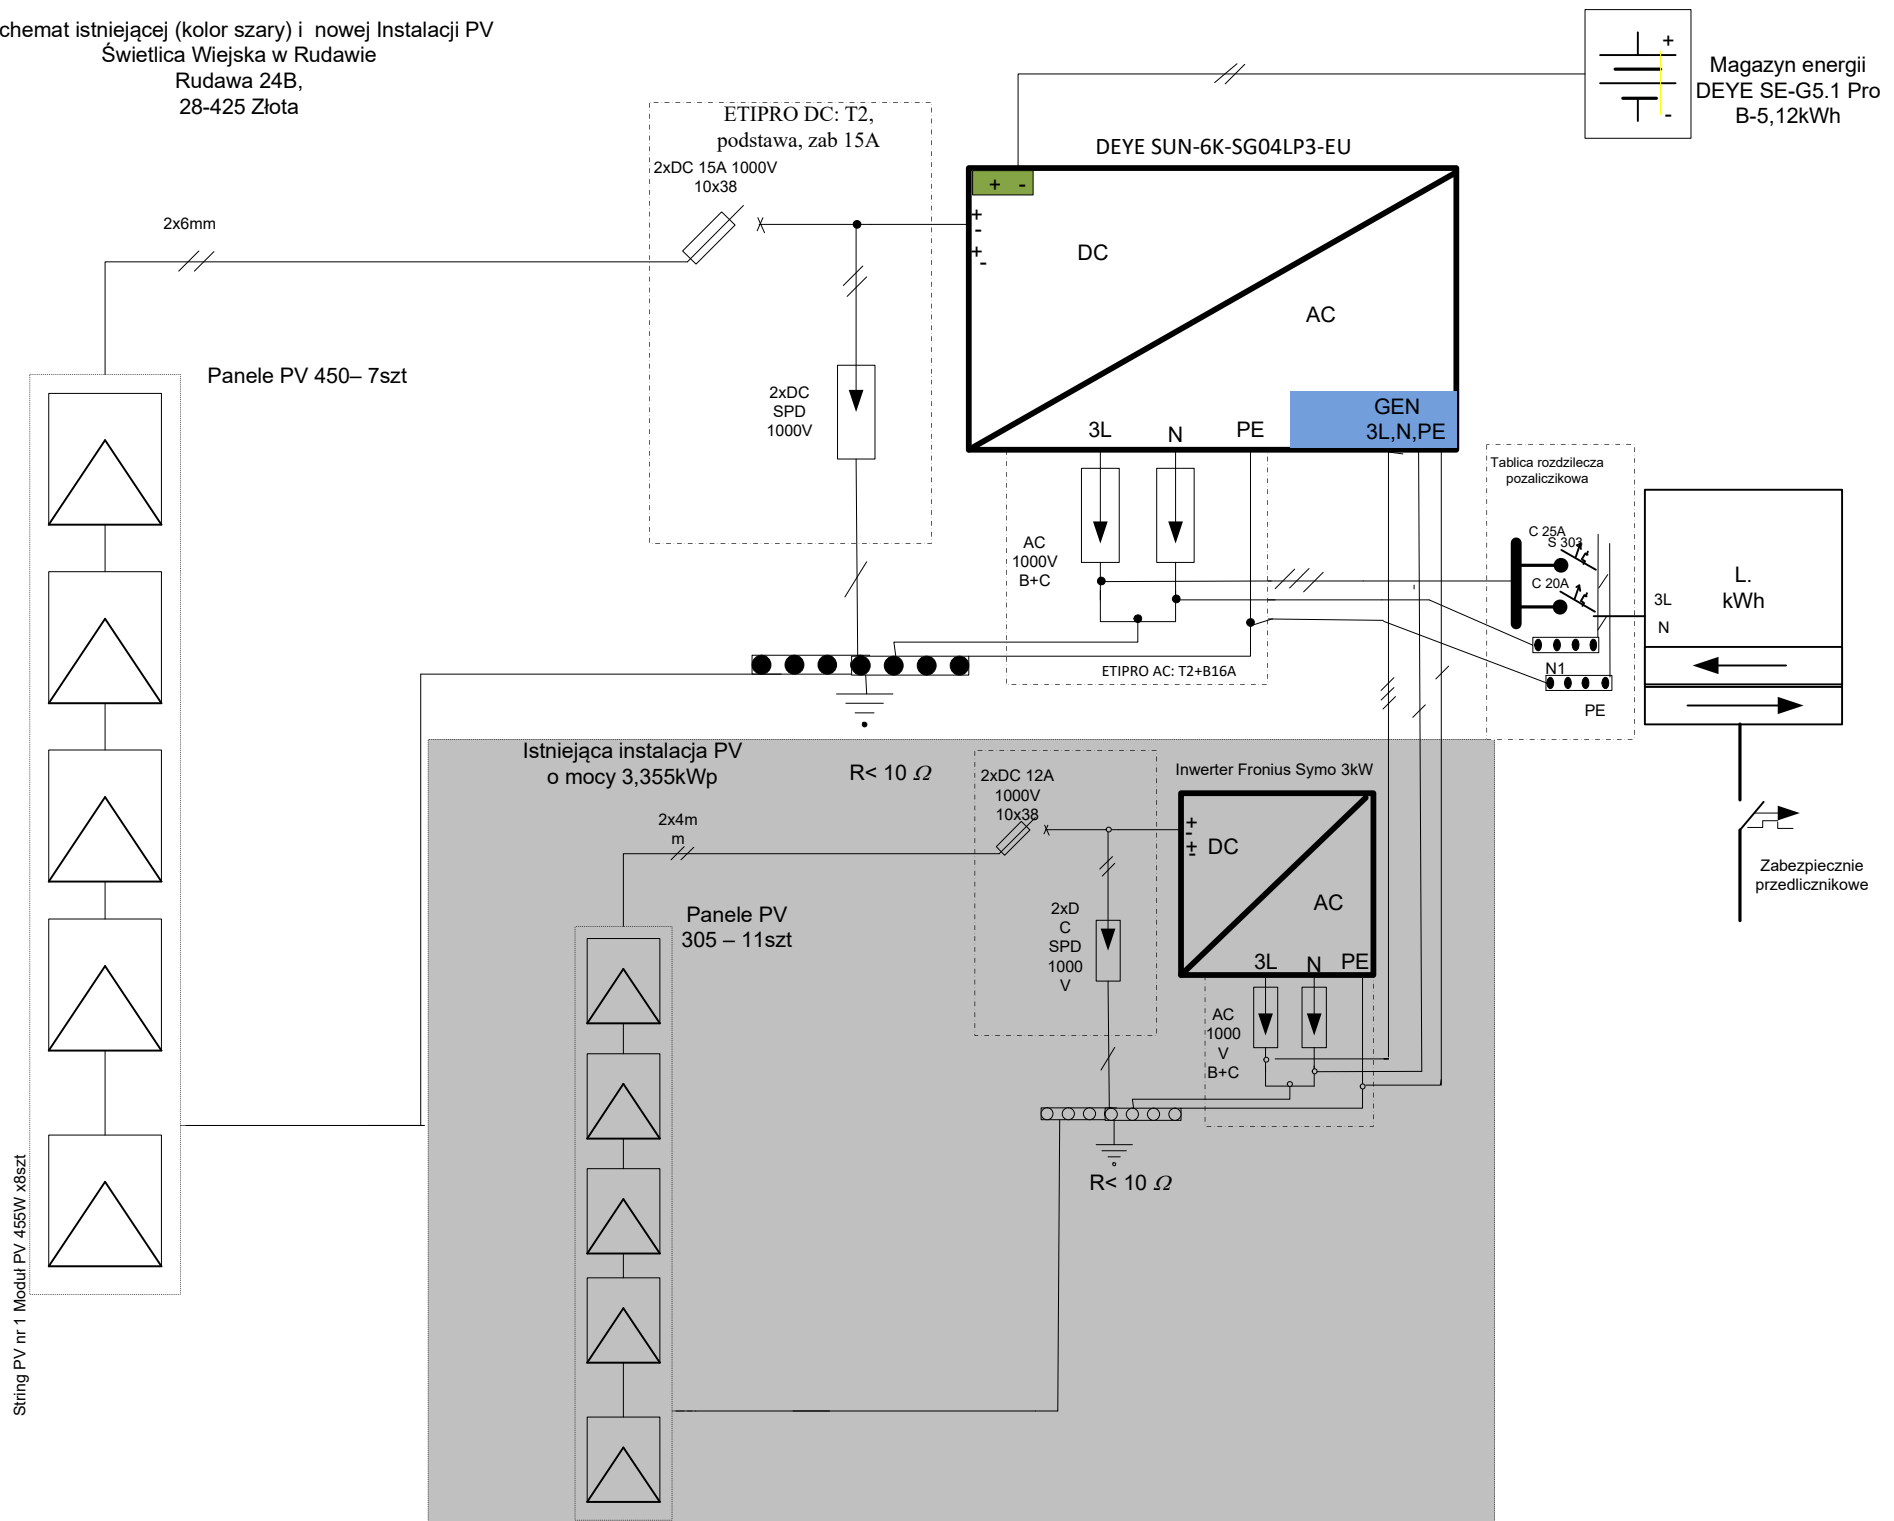 chemat istniejącej (kolor szary) i  nowej Instalacji PV
Świetlica Wiejska w Rudawie
Rudawa 24B,
28-425 Złota
Magazyn energii
DEYE SE-G5.1 Pro
B-5,12kWh
+
-
ETIPRO DC: T2,
podstawa, zab 15A
2xDC 15A 1000V
10x38
DEYE SUN-6K-SG04LP3-EU
+ -
+
-
+
-
DC
AC
2x6mm
Panele PV 450– 7szt
2xDC
SPD
1000V
GEN
3L,N,PE
3L
N
PE
AC
1000V
B+C
ETIPRO AC: T2+B16A
Tablica rozdzilecza
pozaliczikowa
C 25A
S 303
C 20A
N1
PE
3L
N
L.
kWh
Zabezpiecznie
przedlicznikowe
Istniejąca instalacja PV
o mocy 3,355kWp
R< 10 Ω
2xDC 12A
1000V
10x38
Inwerter Fronius Symo 3kW
+
-
+
-
DC
AC
2x4m
m
Panele PV
305 – 11szt
2xD
C
SPD
1000
V
3L
N
PE
AC
1000
V
B+C
R< 10 Ω
String PV nr 1 Moduł PV 455W x8szt